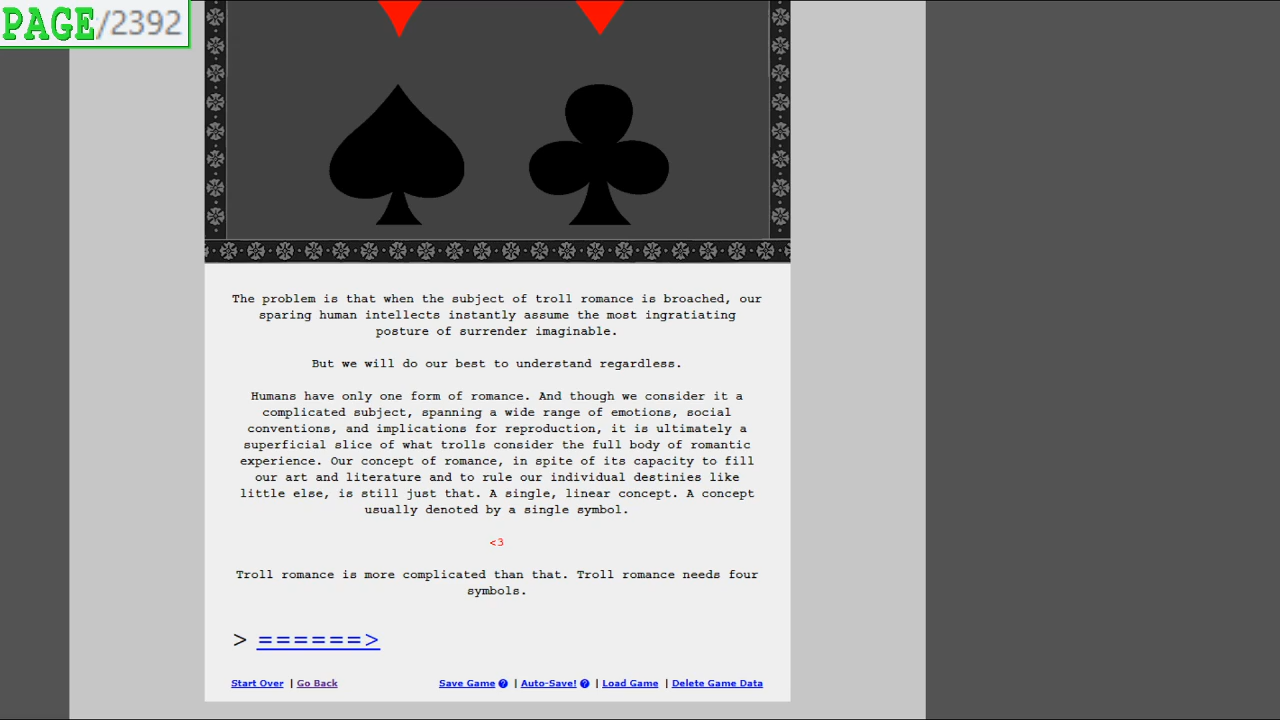 PAGE/2392
The problem is that when the subject of troll romance is broached, our
sparing human intellects instantly assume the most ingratiating
posture of surrender imaginable.
But we will do our best to understand regardless.
Humans have only one form of romance. And though we consider it a
complicated subject, spanning a wide range of emotions, social
conventions, and implications for reproduction, it is ultimately a
superficial slice of what trolls consider the full body of romantic
experience. Our concept of romance, in spite of its capacity to fill
our art and literature and to rule our individual destinies like
little else, is still just that. A single, linear concept. A concept
usually denoted by a single symbol.
<3
Troll romance is more complicated than that. Troll romance needs four
symbols.
> ======>
Start Over | Go Back Save Game ? | Auto-Save! ? | Load Game | Delete Game Data